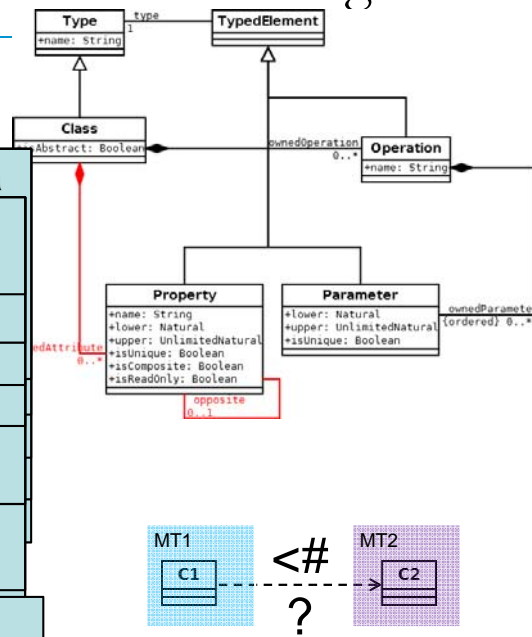 Type
+name: String
type
1
TypedElement
Class
isAbstract: Boolean
ownedOperation
0..*
Operation
+name: String
Property
+name: String
+lower: Natural
+upper: UnlimitedNatural
+isUnique: Boolean
+isComposite: Boolean
+isReadOnly: Boolean
Parameter
+lower: Natural
+upper: UnlimitedNatural
+isUnique: Boolean
ownedParamete
{ordered} 0..*
edAttribute
0..*
opposite
0..1
MT1
C1
<#
?
MT2
C2